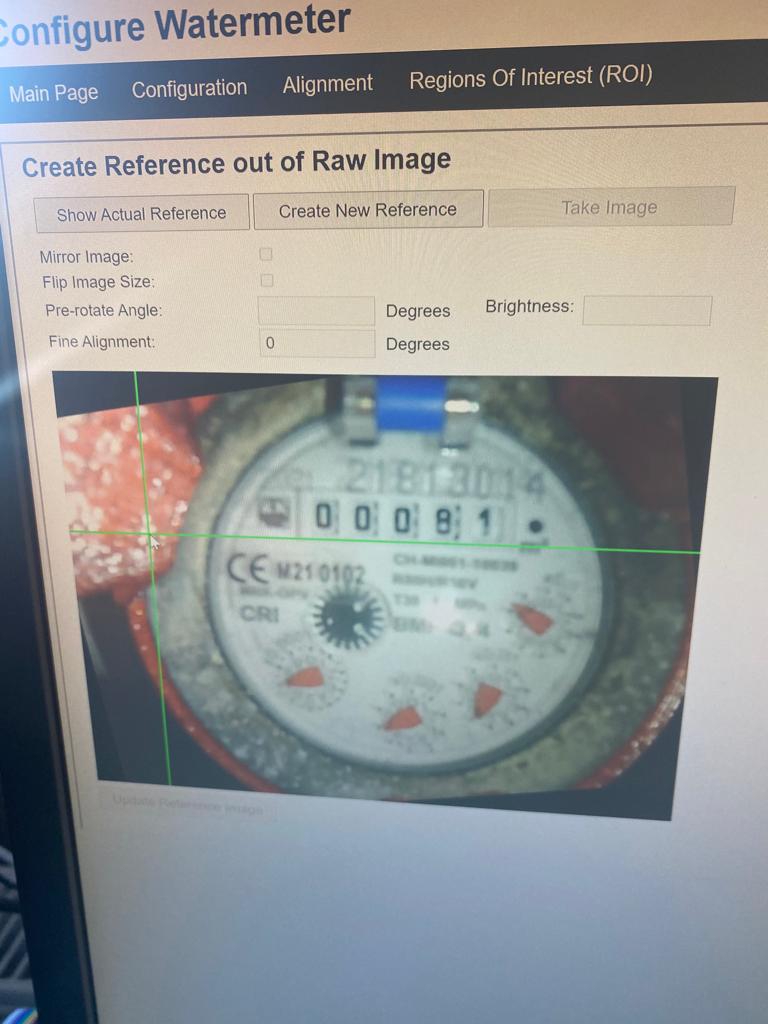 Configure Watermeter
Main Page Configuration Alignment Regions Of Interest (ROI)
Create Reference out of Raw Image
Show Actual Reference Create New Reference Take Image
Mirror Image:
Flip Image Size:
Pre-rotate Angle: Degrees Brightness:
Fine Alignment: 0 Degrees
21813014
0 0 0 8 1
CE M21 0102
CRI
Update Reference Image